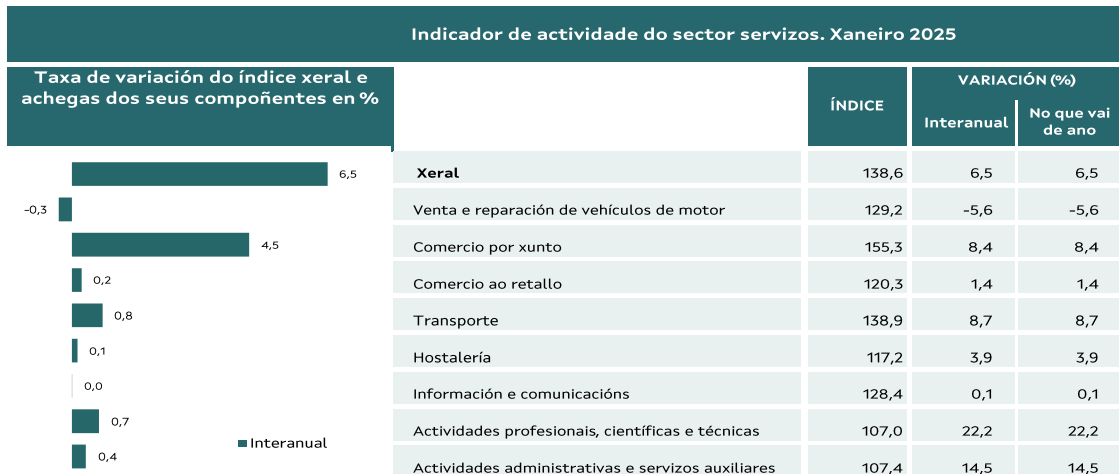 Indicador de actividade do sector servizos. Xaneiro 2025
Taxa de variación do índice xeral e
achegas dos seus compoñentes en %
ÍNDICE
VARIACIÓN (%)
Interanual
No que vai
de ano
6,5
Xeral 138,6 6,5 6,5
-0,3
Venta e reparación de vehículos de motor 129,2 -5,6 -5,6
4,5
Comercio por xunto 155,3 8,4 8,4
0,2
Comercio ao retallo 120,3 1,4 1,4
0,8
Transporte 138,9 8,7 8,7
0,1
Hostalería 117,2 3,9 3,9
0,0
Información e comunicacións 128,4 0,1 0,1
0,7
Actividades profesionais, científicas e técnicas 107,0 22,2 22,2
Interanual
0,4
Actividades administrativas e servizos auxiliares 107,4 14,5 14,5